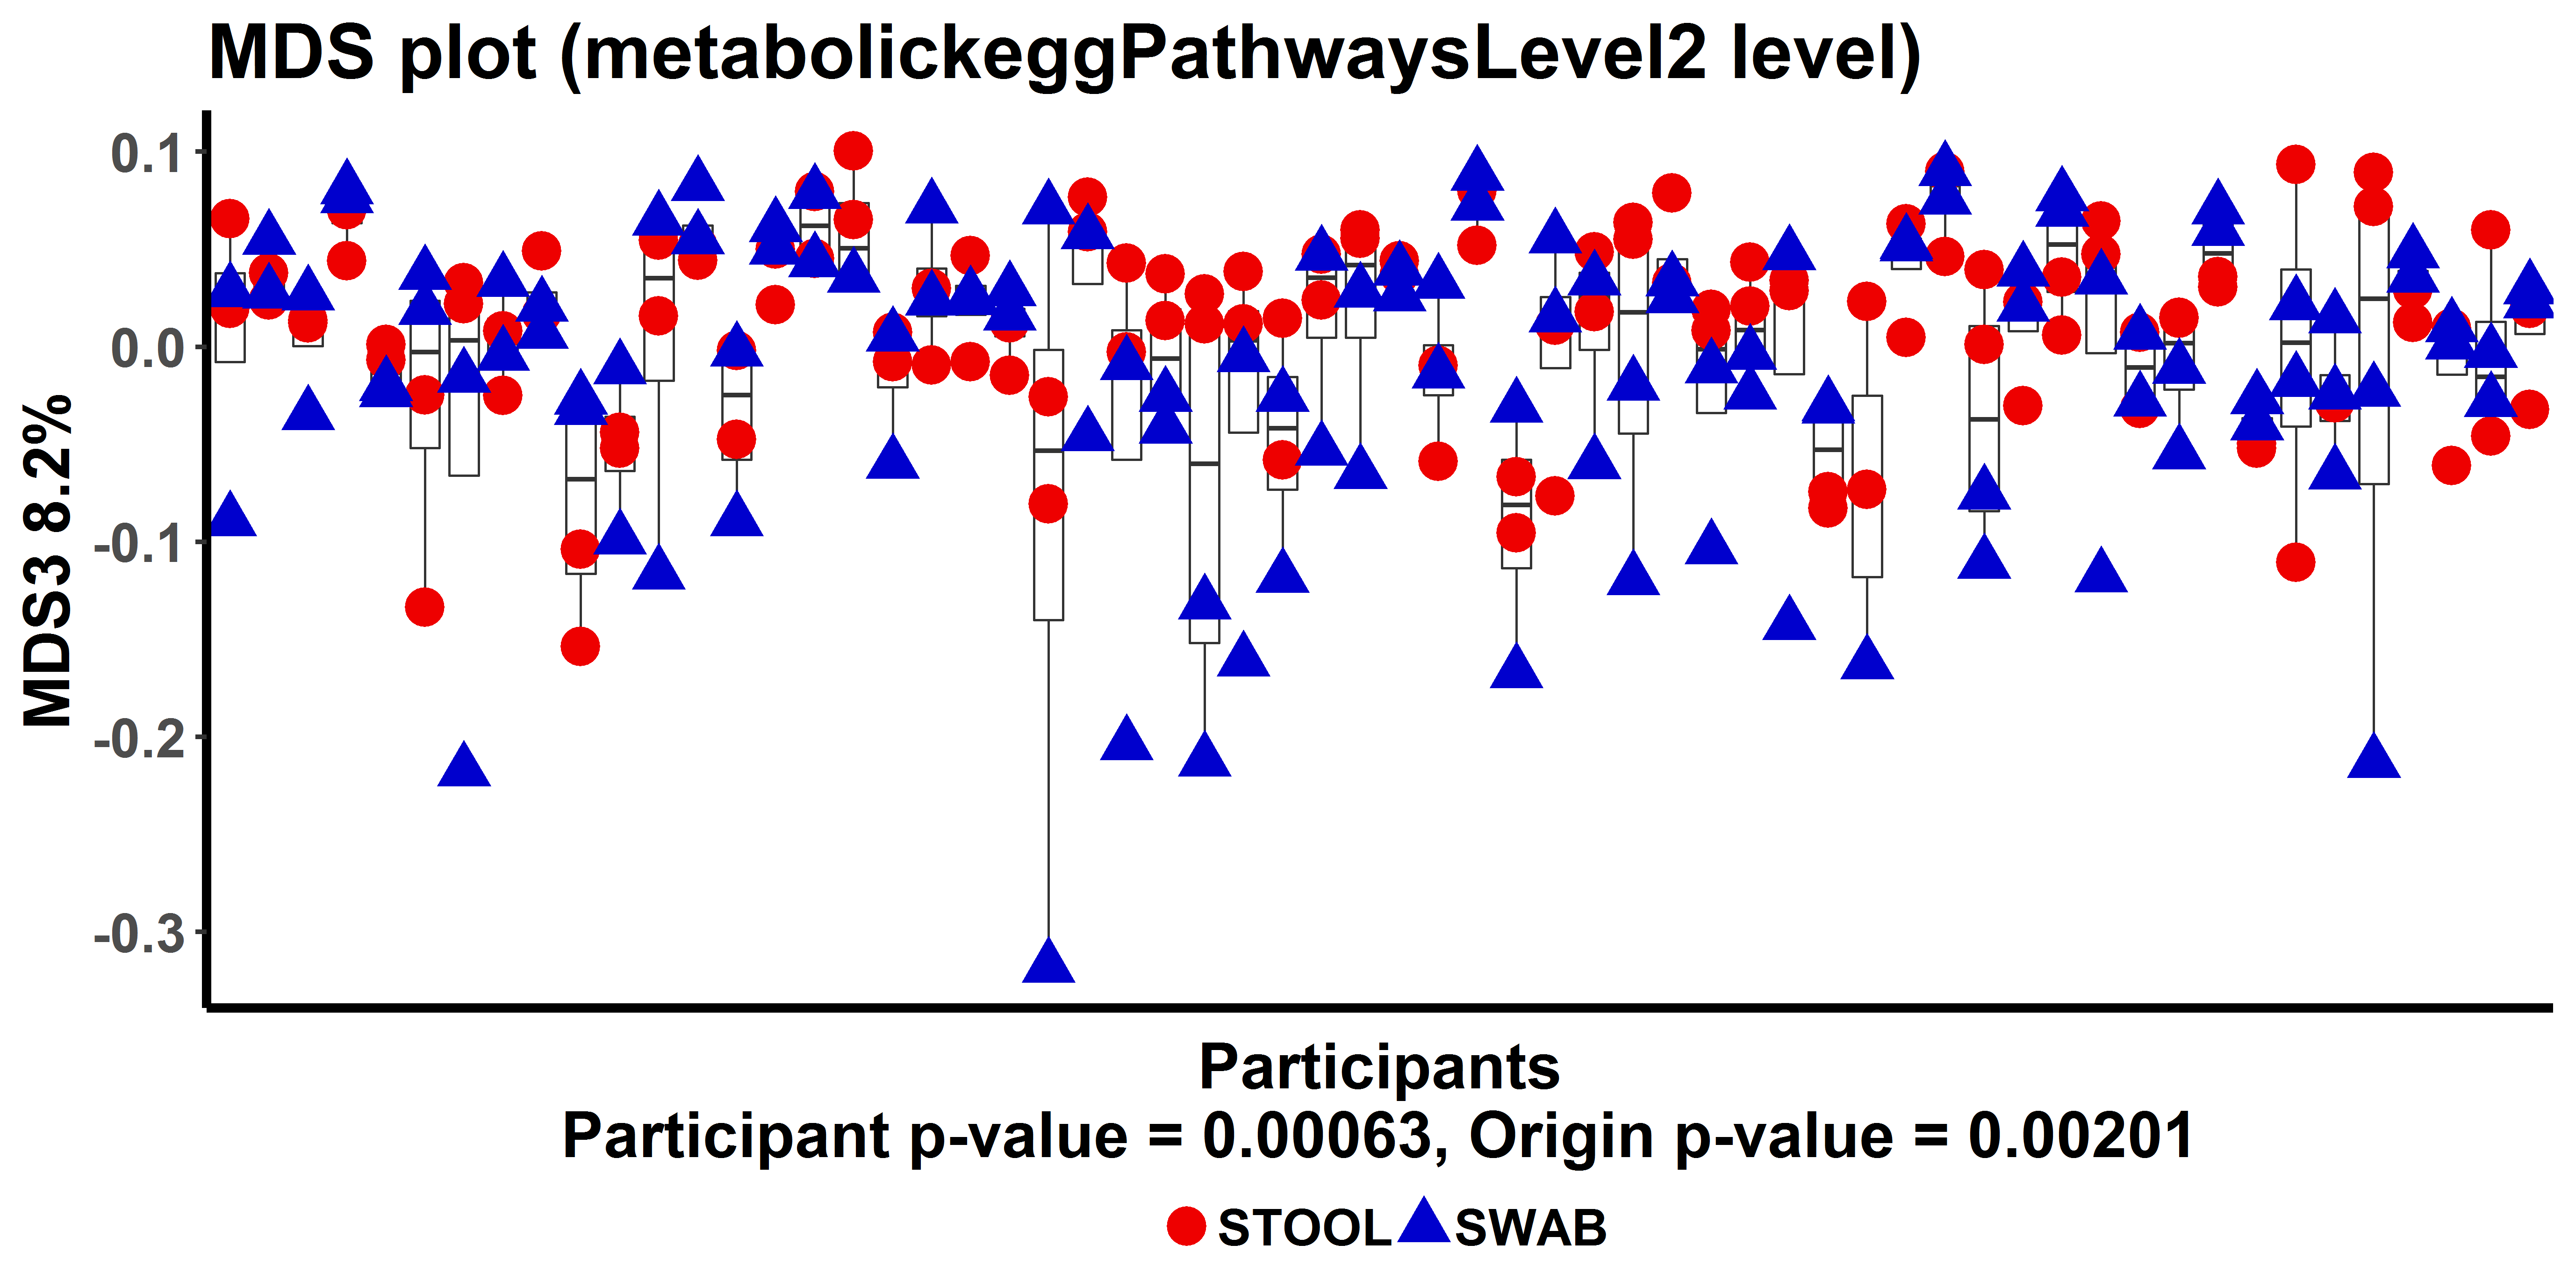 MDS plot (metabolickeggPathwaysLevel2 level)
MDS3 8.2%
0.1
0.0
-0.1
-0.2
-0.3
Participants
Participant p-value = 0.00063, Origin p-value = 0.00201
STOOL SWAB